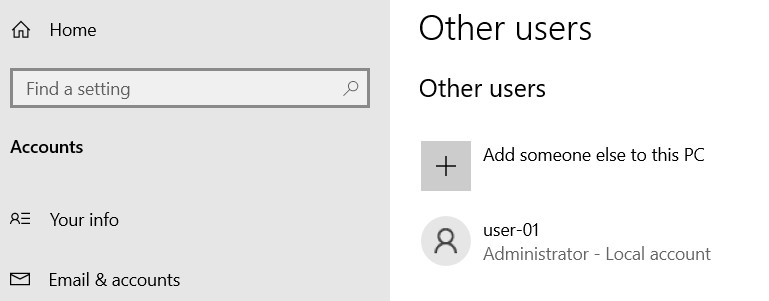 Home
Find a setting
Accounts
Your info
Email & accounts
Other users
Other users
Add someone else to this PC
user-01
Administrator - Local account